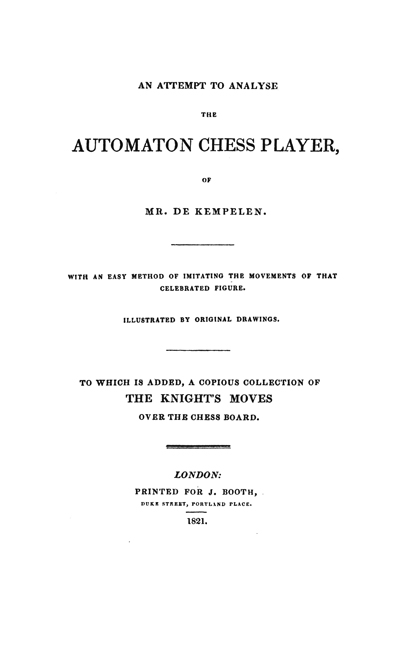 AN ATTEMPT TO ANALYSE
THE
AUTOMATON CHESS PLAYER,
OF
MR. DE KEMPELEN.
WITH AN EASY METHOD OF IMITATING THE MOVEMENTS OF THAT
CELEBRATED FIGURE.
ILLUSTRATED BY ORIGINAL DRAWINGS.
TO WHICH IS ADDED, A COPIOUS COLLECTION OF
THE KNIGHT'S MOVES
OVER THE CHESS BOARD.
LONDON:
PRINTED FOR J. BOOTH,
DUKE STREET, PORTLAND PLACE.
1821.